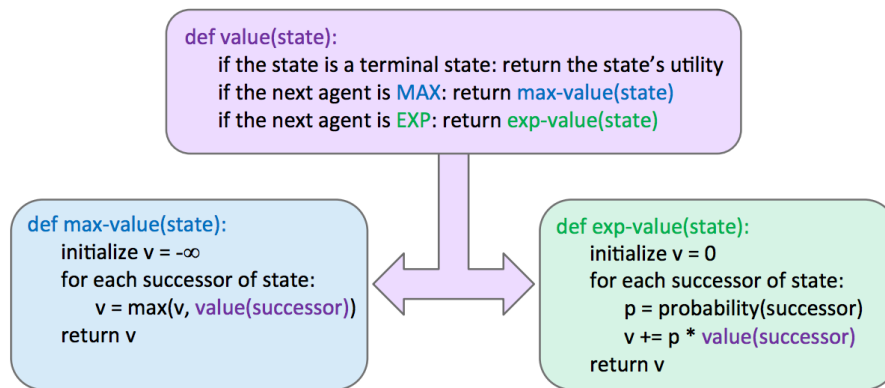 def value(state):
if the state is a terminal state: return the state’s utility
if the next agent is MAX: return max-value(state)
if the next agent is EXP: return exp-value(state)
def max-value(state):
initialize v = -∞
for each successor of state:
v = max(v, value(successor))
return v
def exp-value(state):
initialize v = 0
for each successor of state:
p = probability(successor)
v += p * value(successor)
return v